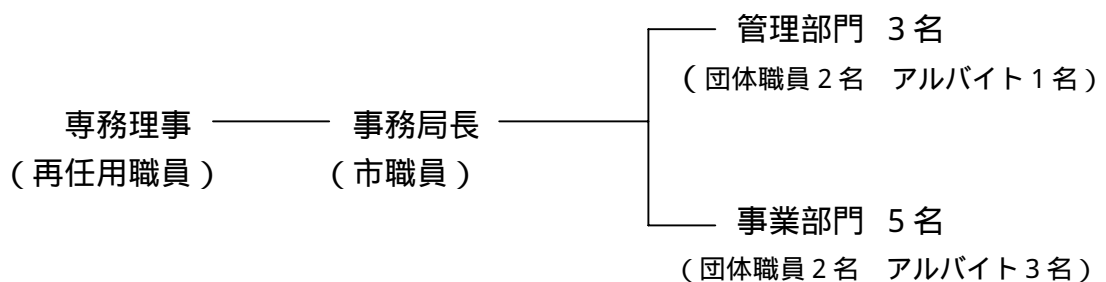 管理部門 3名
(団体職員2名 アルバイト1名)
専務理事 事務局長
(再任用職員) (市職員)
事業部門 5名
(団体職員2名 アルバイト3名)